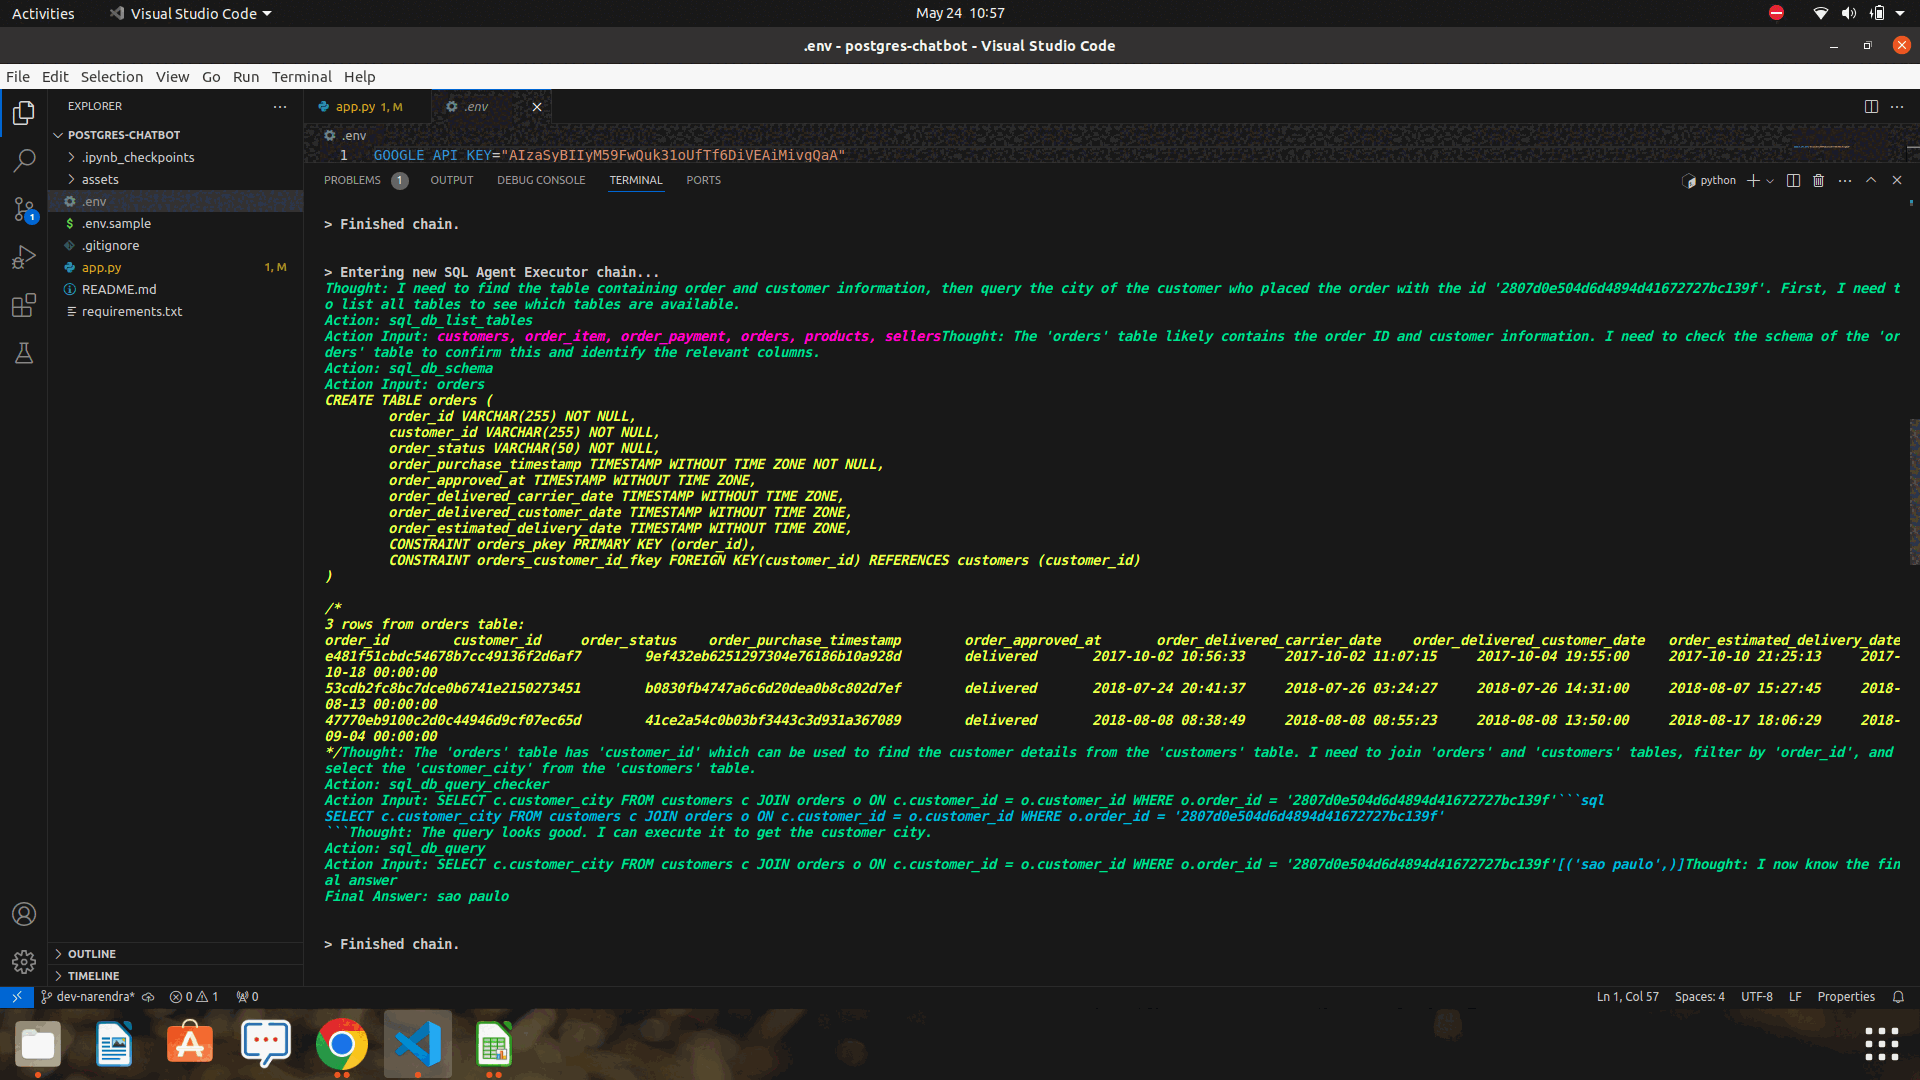 Activities
Visual Studio Code
May 24 10:57
.env - postgres-chatbot - Visual Studio Code
File Edit Selection View Go Run Terminal Help
EXPLORER
POSTGRES-CHATBOT
.ipynb_checkpoints
assets
.env
.env.sample
.gitignore
app.py 1, M
README.md
requirements.txt
OUTLINE
TIMELINE
app.py 1, M
.env
.env
1 GOOGLE_API_KEY=
PROBLEMS 1 OUTPUT DEBUG CONSOLE TERMINAL PORTS
python
> Finished chain.
> Entering new SQL Agent Executor chain...
Thought: I need to find the table containing order and customer information, then query the city of the customer who placed the order with the id '2807d0e504d6d4894d41672727bc139f'. First, I need t
o list all tables to see which tables are available.
Action: sql_db_list_tables
Action Input: customers, order_item, order_payment, orders, products, sellersThought: The 'orders' table likely contains the order ID and customer information. I need to check the schema of the 'or
ders' table to confirm this and identify the relevant columns.
Action: sql_db_schema
Action Input: orders
CREATE TABLE orders (
order_id VARCHAR(255) NOT NULL,
customer_id VARCHAR(255) NOT NULL,
order_status VARCHAR(50) NOT NULL,
order_purchase_timestamp TIMESTAMP WITHOUT TIME ZONE NOT NULL,
order_approved_at TIMESTAMP WITHOUT TIME ZONE,
order_delivered_carrier_date TIMESTAMP WITHOUT TIME ZONE,
order_delivered_customer_date TIMESTAMP WITHOUT TIME ZONE,
order_estimated_delivery_date TIMESTAMP WITHOUT TIME ZONE,
CONSTRAINT orders_pkey PRIMARY KEY (order_id),
CONSTRAINT orders_customer_id_fkey FOREIGN KEY(customer_id) REFERENCES customers (customer_id)
)
/*
3 rows from orders table:
order_id customer_id order_status order_purchase_timestamp order_approved_at order_delivered_carrier_date order_delivered_customer_date order_estimated_delivery_date
e481f51cbdc54678b7cc49136f2d6af7 9ef432eb6251297304e76186b10a928d delivered 2017-10-02 10:56:33 2017-10-02 11:07:15 2017-10-04 19:55:00 2017-10-10 21:25:13 2017-
10-18 00:00:00
53cdb2fc8bc7dce0b6741e2150273451 b0830fb4747a6c6d20dea0b8c802d7ef delivered 2018-07-24 20:41:37 2018-07-26 03:24:27 2018-07-26 14:31:00 2018-08-07 15:27:45 2018-
08-13 00:00:00
47770eb9100c2d0c44946d9cf07ec65d 41ce2a54c0b03bf3443c3d931a367089 delivered 2018-08-08 08:38:49 2018-08-08 08:55:23 2018-08-08 13:50:00 2018-08-17 18:06:29 2018-
09-04 00:00:00
*/Thought: The 'orders' table has 'customer_id' which can be used to find the customer details from the 'customers' table. I need to join 'orders' and 'customers' tables, filter by 'order_id', and
select the 'customer_city' from the 'customers' table.
Action: sql_db_query_checker
Action Input: SELECT c.customer_city FROM customers c JOIN orders o ON c.customer_id = o.customer_id WHERE o.order_id = '2807d0e504d6d4894d41672727bc139f'```sql
SELECT c.customer_city FROM customers c JOIN orders o ON c.customer_id = o.customer_id WHERE o.order_id = '2807d0e504d6d4894d41672727bc139f'
```Thought: The query looks good. I can execute it to get the customer city.
Action: sql_db_query
Action Input: SELECT c.customer_city FROM customers c JOIN orders o ON c.customer_id = o.customer_id WHERE o.order_id = '2807d0e504d6d4894d41672727bc139f'[('sao paulo',)]Thought: I now know the fin
al answer
Final Answer: sao paulo
> Finished chain.
1
dev-narendra* 0 1 0
Ln 1, Col 57 Spaces: 4 UTF-8 LF Properties